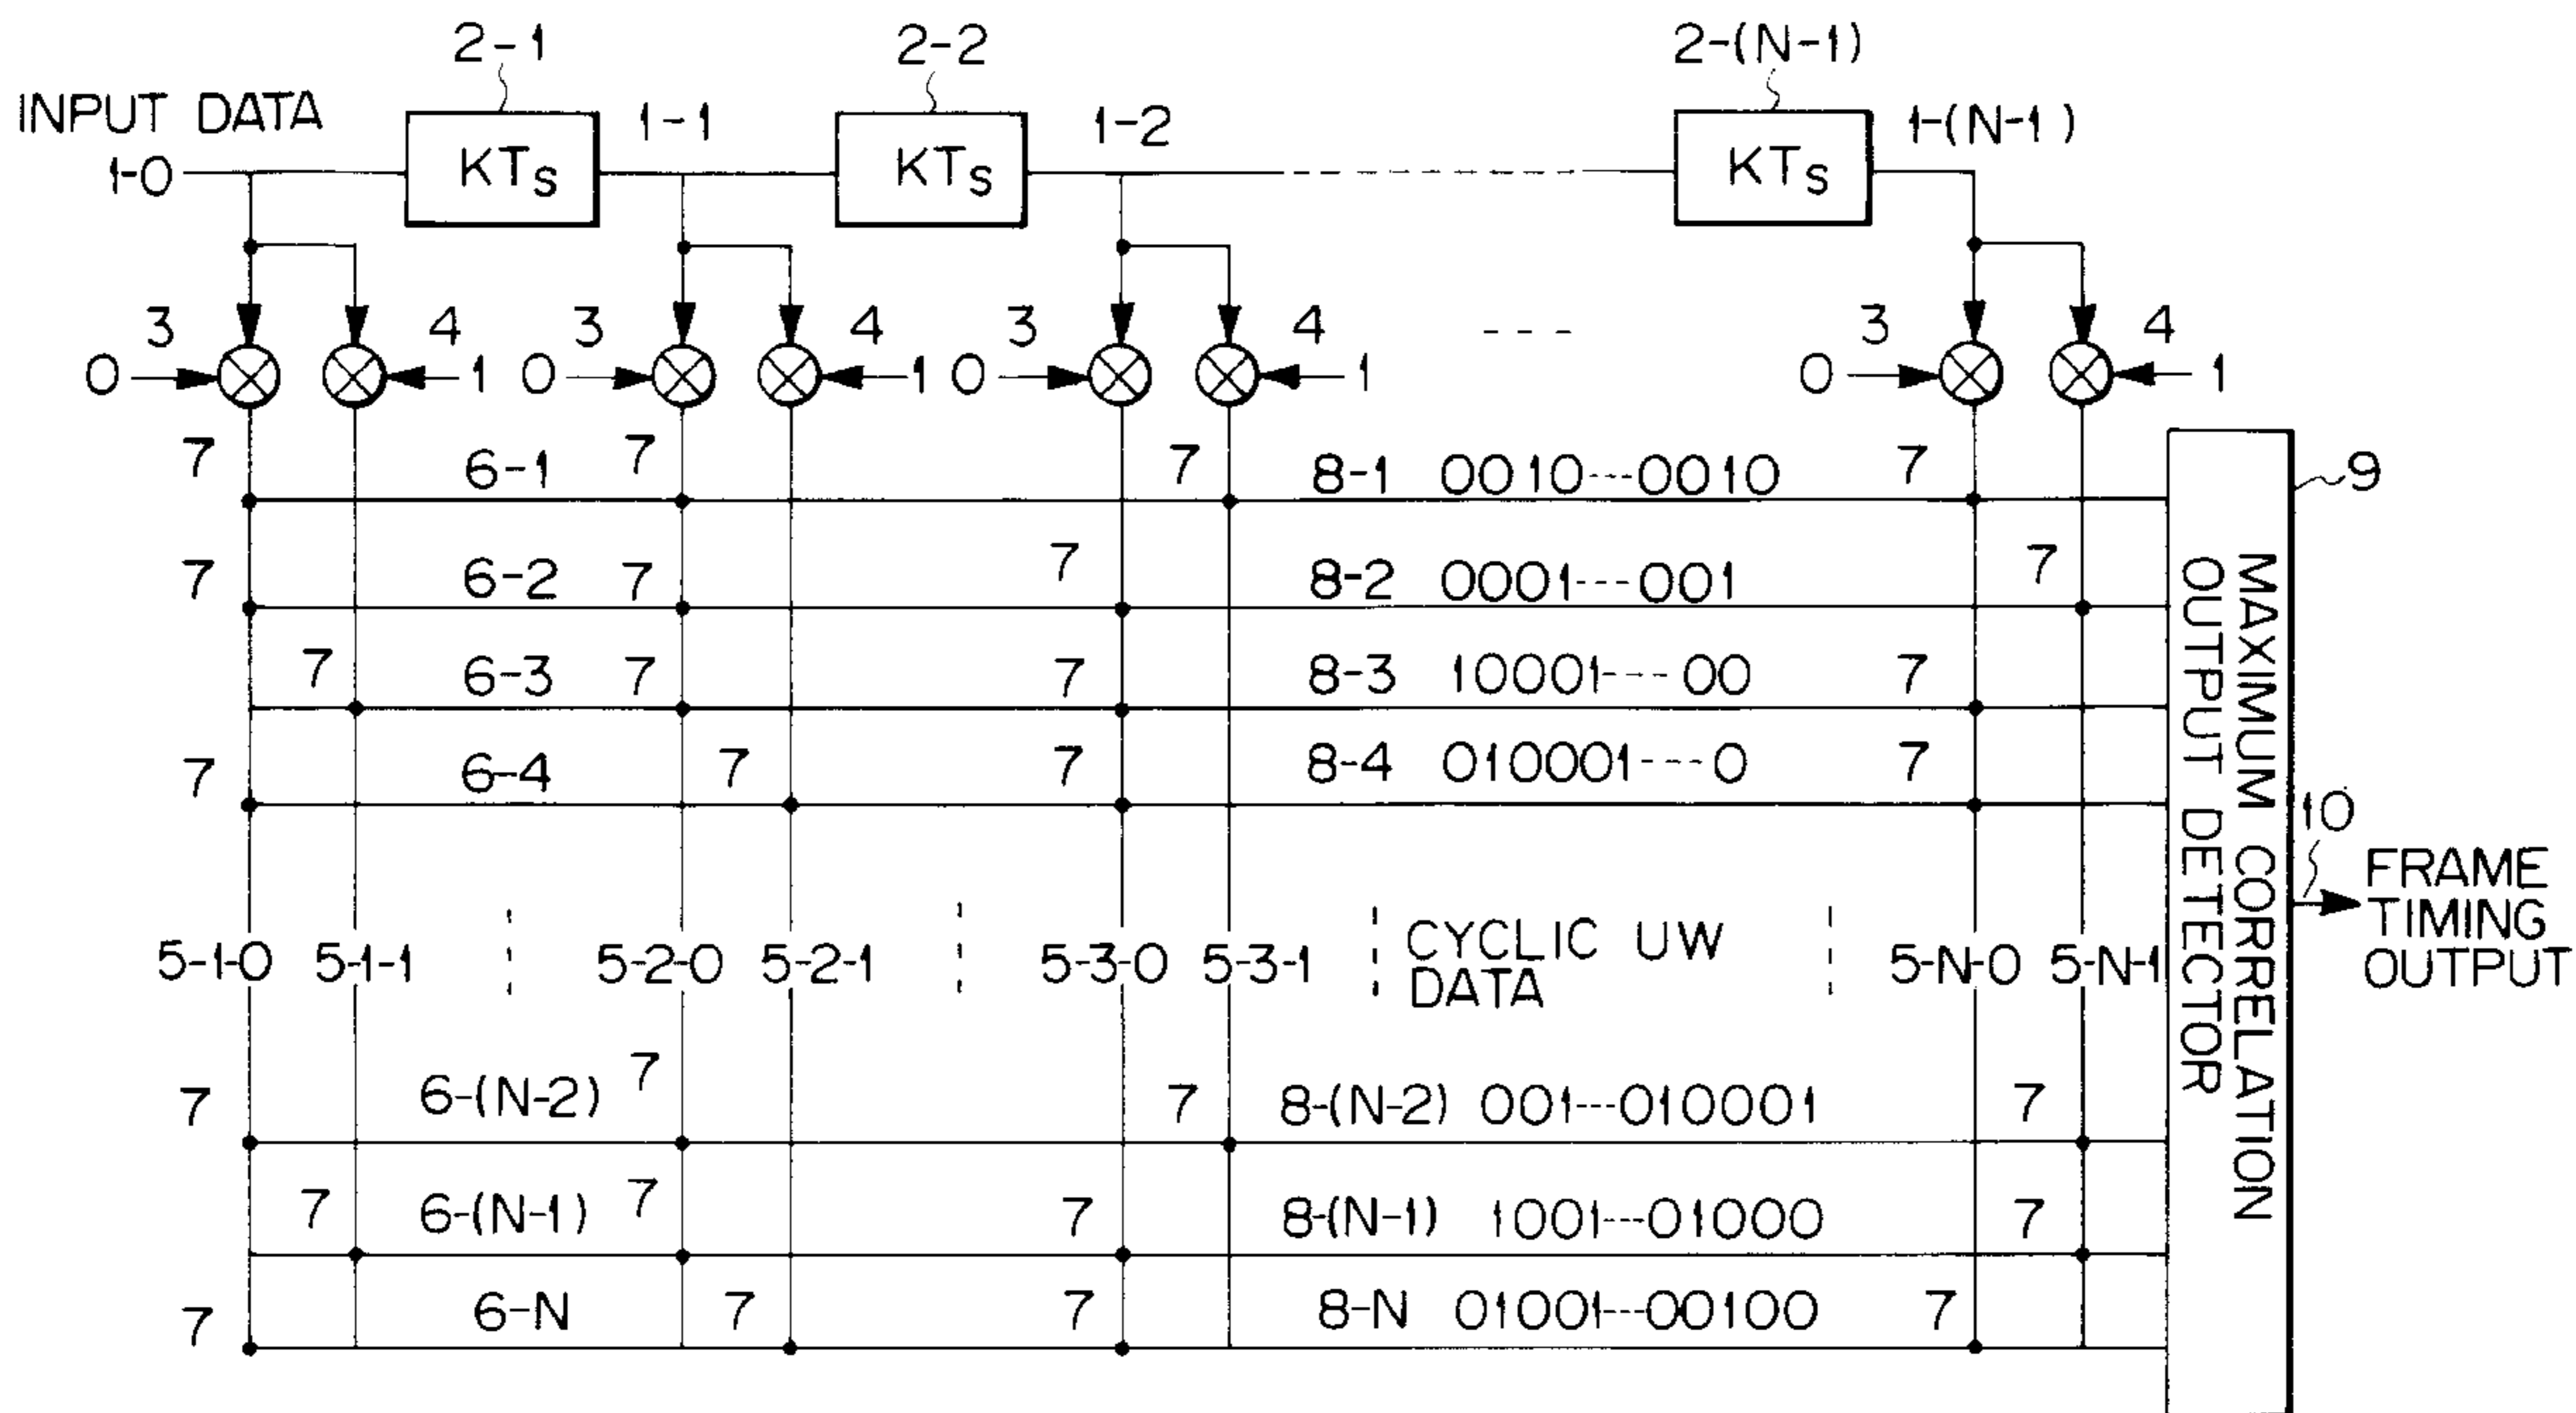 2-1 2-2 2-(N-1)
INPUT DATA 1-1 1-2 1-(N-1)
1-0 KTs KTs KTs
3 4 3 4 3 4 --- 3 4
0 1 0 1 0 1 0 1
7 6-1 7 7 8-1 0010---0010 7 9
7 6-2 7 7 8-2 0001---001 7
7 6-3 7 7 8-3 10001---00 7
7 6-4 7 7 8-4 010001---0 7
MAXIMUM CORRELATION
OUTPUT DETECTOR
10
FRAME
TIMING
OUTPUT
5-1-0 5-1-1 5-2-0 5-2-1 5-3-0 5-3-1 CYCLIC UW
DATA 5-N-0 5-N-1
7 6-(N-2) 7 7 8-(N-2) 001---010001 7
7 6-(N-1) 7 7 8-(N-1) 1001---01000 7
7 6-N 7 7 8-N 01001---00100 7